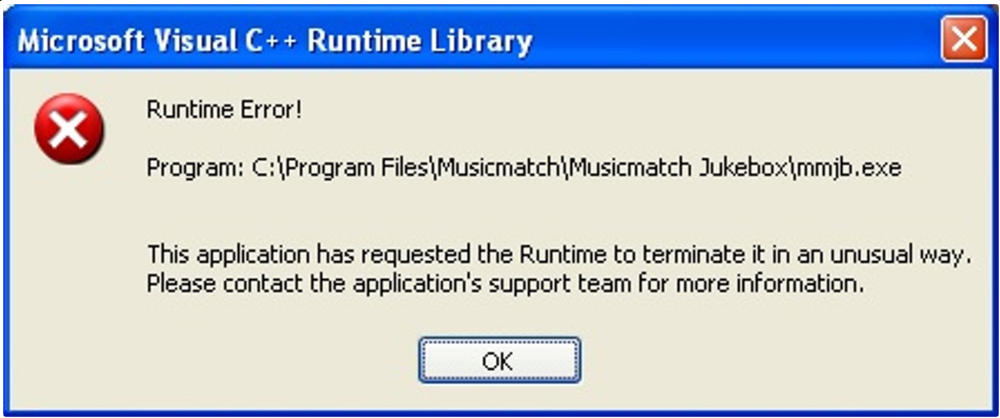 Microsoft Visual C++ Runtime Library
Runtime Error!
Program: C:\Program Files\Musicmatch\Musicmatch Jukebox\mmjb.exe
This application has requested the Runtime to terminate it in an unusual way.
Please contact the application's support team for more information.
OK